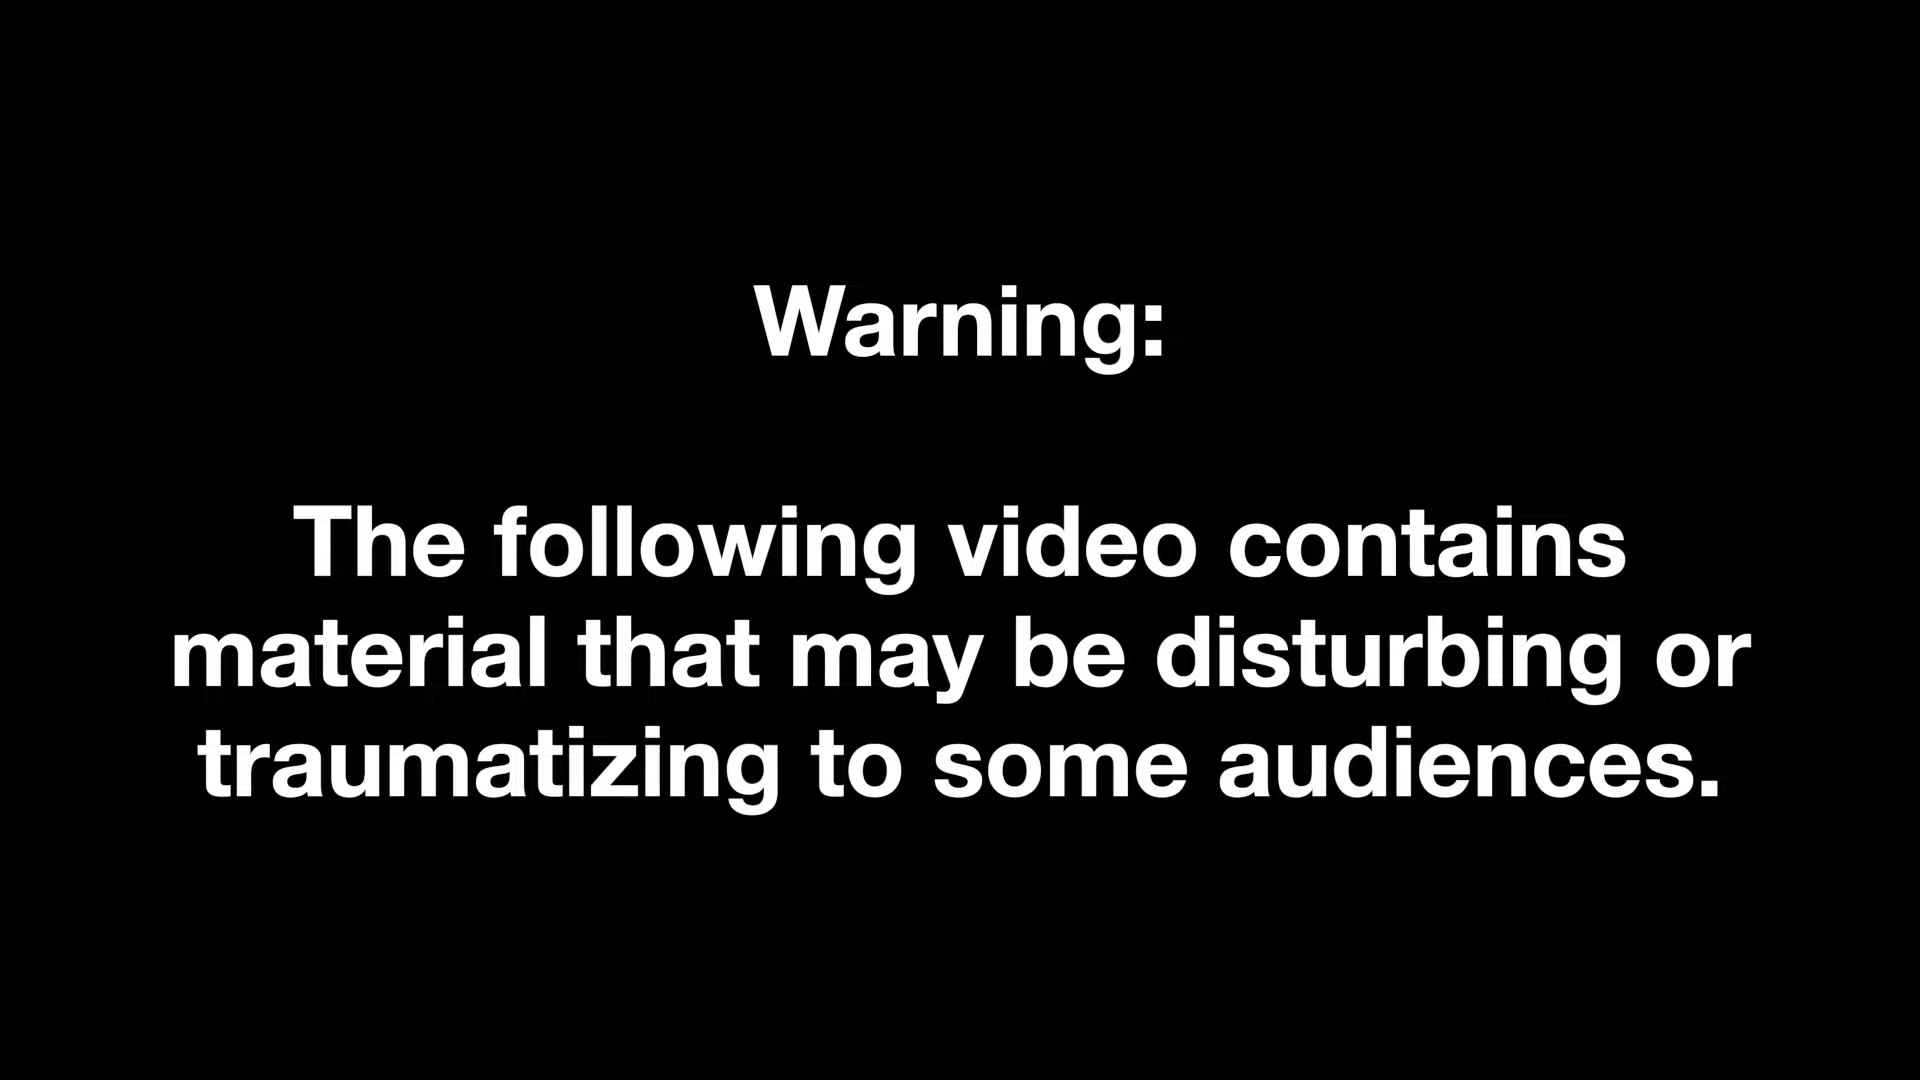 Warning:
The following video contains
material that may be disturbing or
traumatizing to some audiences.